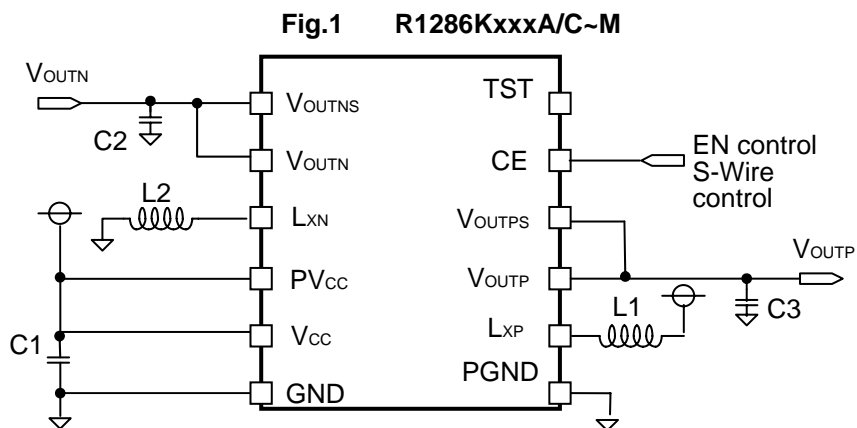 Fig.1 R1286KxxxA/C~M
VOUTN
C2
L2
C1
VOUTNS
VOUTN
LXN
PVCC
VCC
GND
TST
CE
VOUTPS
VOUTP
LXP
PGND
EN control
S-Wire
control
VOUTP
L1
C3